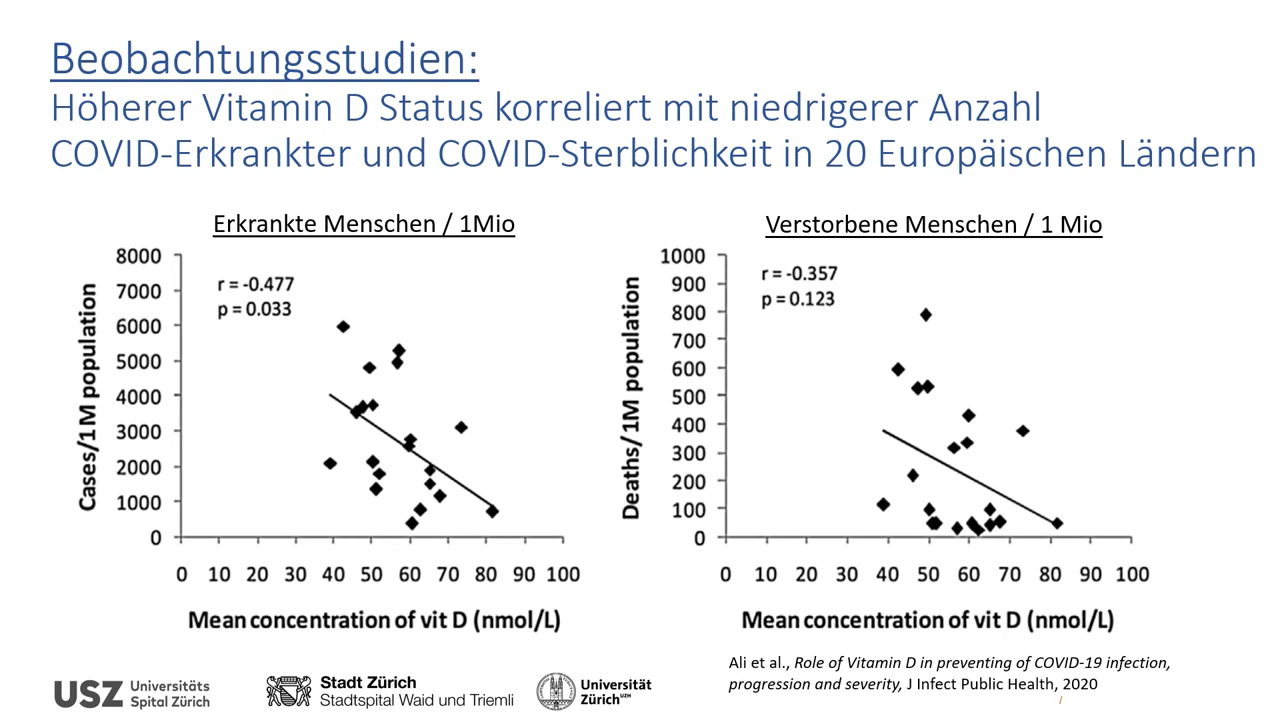 Beobachtungsstudien:
Höherer Vitamin D Status korreliert mit niedrigerer Anzahl
COVID-Erkrankter und COVID-Sterblichkeit in 20 Europäischen Ländern
Erkrankte Menschen / 1Mio
8000
7000
6000
5000
4000
3000
2000
1000
0
Cases/1M population
r = -0.477
p = 0.033
0 10 20 30 40 50 60 70 80 90 100
Mean concentration of vit D (nmol/L)
Verstorbene Menschen / 1 Mio
1000
900
800
700
600
500
400
300
200
100
0
Deaths/1M population
r = -0.357
p = 0.123
0 10 20 30 40 50 60 70 80 90 100
Mean concentration of vit D (nmol/L)
Ali et al., Role of Vitamin D in preventing of COVID-19 infection,
progression and severity, J Infect Public Health, 2020
/
USZ Universitäts
Spital Zürich
Stadt Zürich
Stadtspital Waid und Triemli
Universität
Zürich UZH